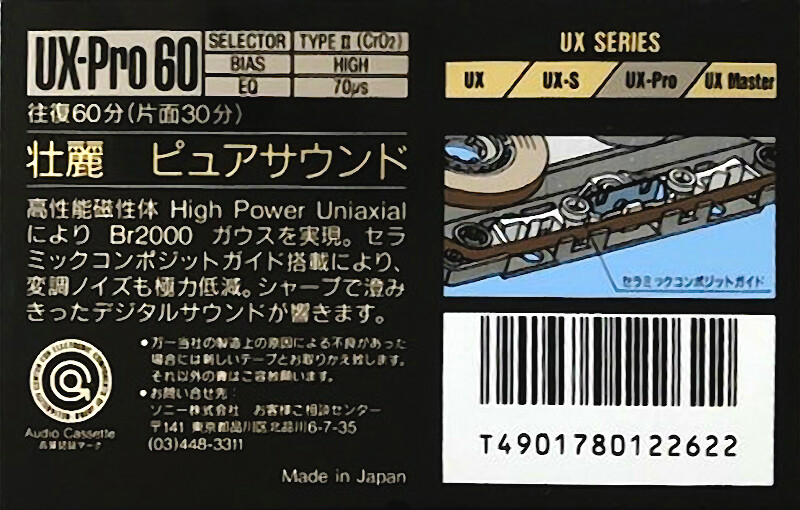 UX-Pro 60
SELECTOR TYPE II (CrO2)
BIAS HIGH
EQ 70μs
往復60分(片面30分)
壮麗 ピュアサウンド
高性能磁性体 High Power Uniaxial
により Br2000 ガウスを実現。セラ
ミックコンポジットガイド搭載により、
変調ノイズも極力低減。シャープで澄み
きったデジタルサウンドが響きます。
Audio Cassette
●万一当社の製造上の原因による不良があった
場合には新しいテープとお取りかえ致します。
それ以外の責はご容赦願います。
●お問い合せ先:
ソニー株式会社 お客様ご相談センター
〒141 東京都品川区北品川6-7-35
(03)448-3311
Made in Japan
UX SERIES
UX UX-S UX-Pro UX Master
セラミックコンポジットガイド
T4901780122622